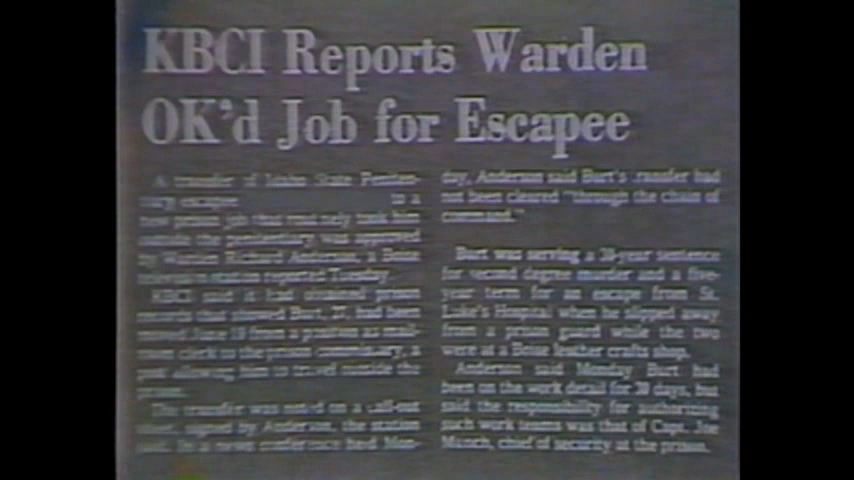 KBCI Reports Warden
OK'd Job for Escapee
A transfer of Idaho State Peniten-
tiary escapee to a
new prison job that routinely took him
outside the penitentiary was approved
by Warden Richard Anderson, a Boise
television station reported Tuesday.
KBCI said it had obtained prison
records that showed Burt, 27, had been
moved June 19 from a position as mail-
room clerk to the prison commissary, a
post allowing him to travel outside the
prison.
The transfer was noted on a call-out
sheet, signed by Anderson, the station
said. In a news conference held Mon-
day, Anderson said Burt's transfer had
not been cleared "through the chain of
command."
Burt was serving a year sentence
for second degree murder and a five-
year term for an escape from St.
Luke's Hospital when he slipped away
from a prison guard while the two
were at a Boise leather crafts shop.
Anderson said Monday Burt had
been on the work detail for 30 days, but
said the responsibility for authorizing
such work teams was that of Capt. Joe
Munch, chief of security at the prison.